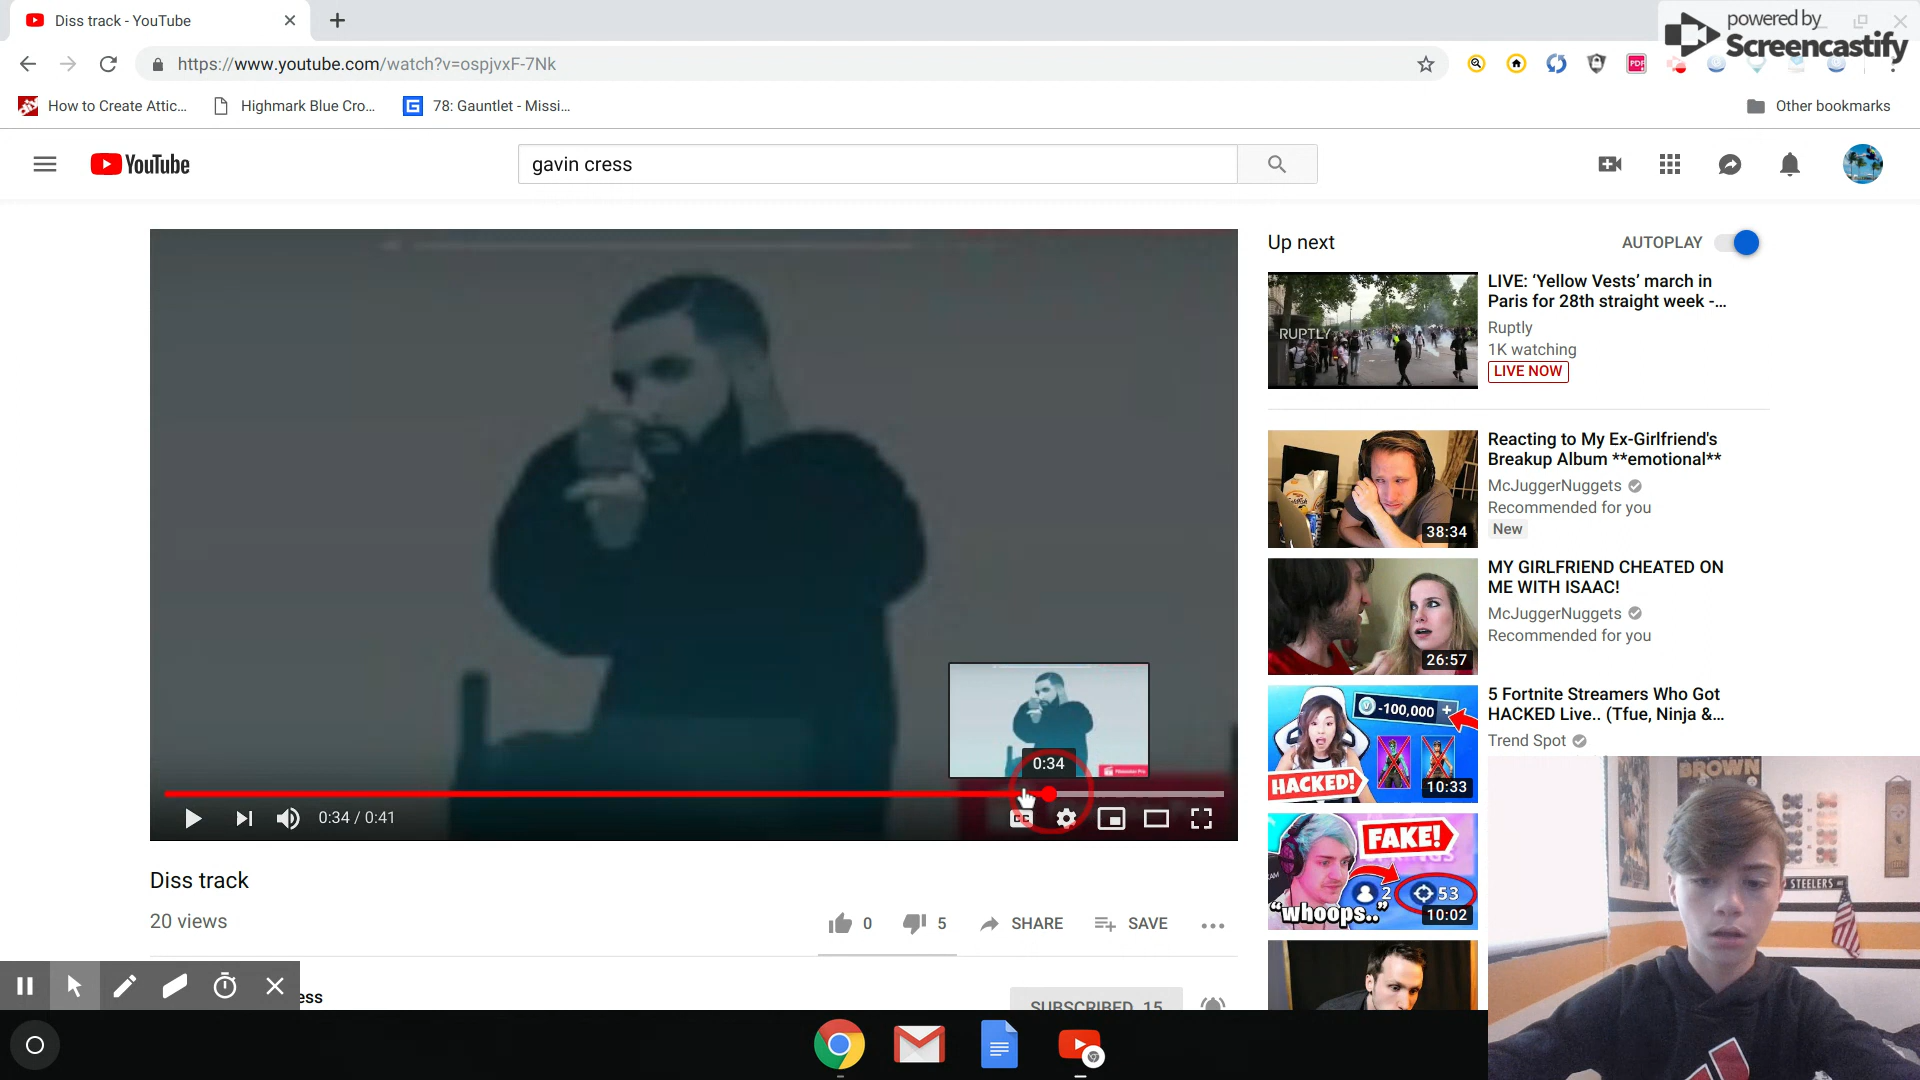 Diss track - YouTube
powered by
Screencastify
https://www.youtube.com/watch?v=ospjvxF-7Nk
PDF
How to Create Attic...
Highmark Blue Cro...
G
78: Gauntlet - Missi...
Other bookmarks
YouTube
gavin cress
Up next
AUTOPLAY
RUPTLY
LIVE: ‘Yellow Vests’ march in
Paris for 28th straight week -...
Ruptly
1K watching
LIVE NOW
38:34
Reacting to My Ex-Girlfriend's
Breakup Album **emotional**
McJuggerNuggets
Recommended for you
New
26:57
MY GIRLFRIEND CHEATED ON
ME WITH ISAAC!
McJuggerNuggets
Recommended for you
-100,000 +
HACKED!
10:33
5 Fortnite Streamers Who Got
HACKED Live.. (Tfue, Ninja &...
Trend Spot
FAKE!
2
53
"whoops.."
10:02
0:34
0:34 / 0:41
CC
Diss track
20 views
0
5
SHARE
SAVE
ess
SUBSCRIBED 15
BROWN
STEELERS